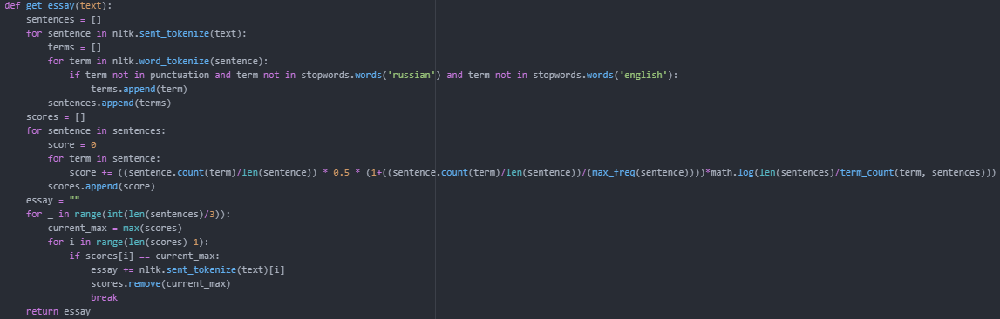 def get_essay(text):
    sentences = []
    for sentence in nltk.sent_tokenize(text):
        terms = []
        for term in nltk.word_tokenize(sentence):
            if term not in punctuation and term not in stopwords.words('russian') and term not in stopwords.words('english'):
                terms.append(term)
        sentences.append(terms)
    scores = []
    for sentence in sentences:
        score = 0
        for term in sentence:
            score += ((sentence.count(term)/len(sentence)) * 0.5 * (1+((sentence.count(term)/len(sentence))/(max_freq(sentence))))*math.log(len(sentences)/term_count(term, sentences)))
        scores.append(score)
    essay = ""
    for _ in range(int(len(sentences)/3)):
        current_max = max(scores)
        for i in range(len(scores)-1):
            if scores[i] == current_max:
                essay += nltk.sent_tokenize(text)[i]
                scores.remove(current_max)
                break
    return essay